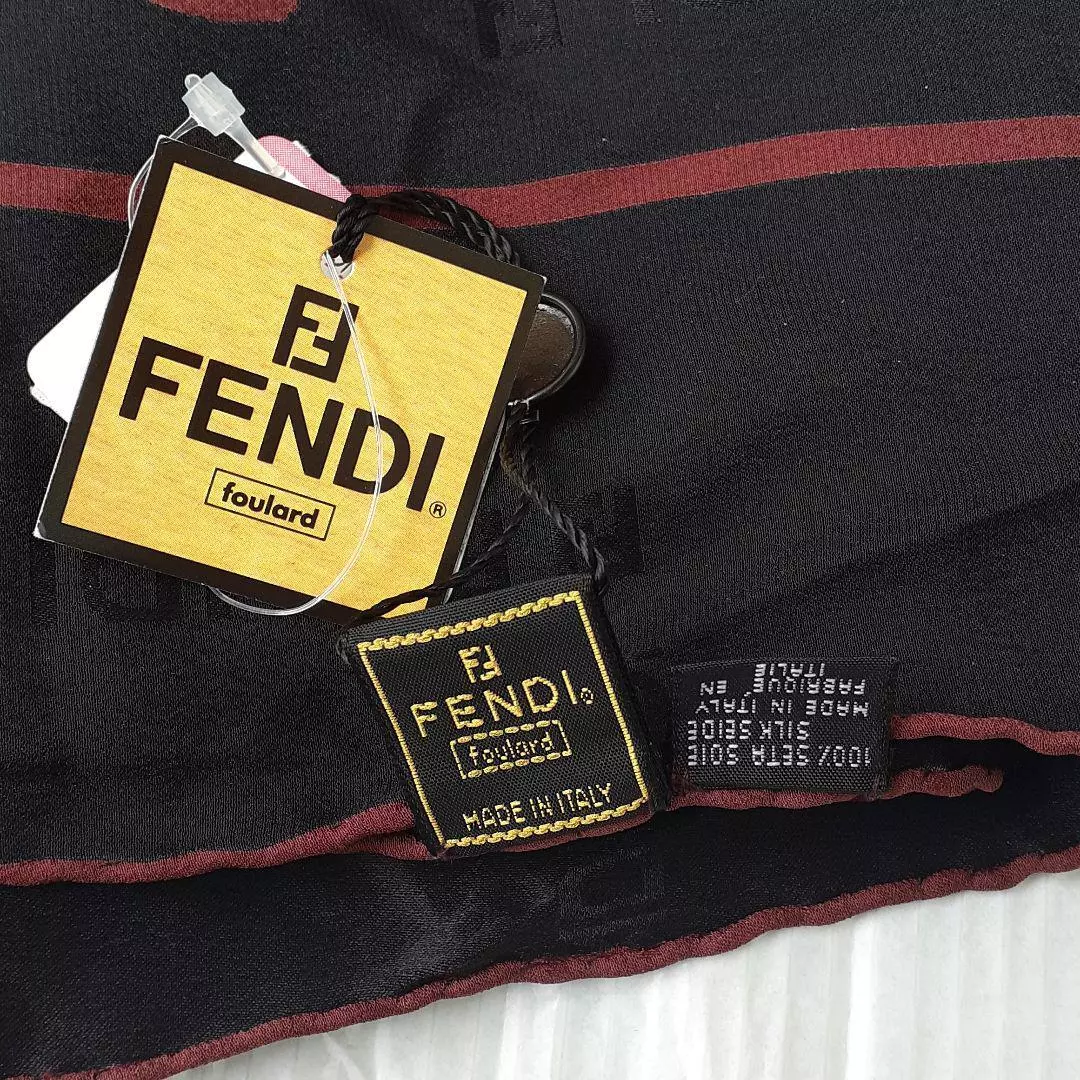 FENDI®
foulard
FENDI®
foulard
MADE IN ITALY
100% SETA SOIE
SILK SEIDE
MADE IN ITALY
FABRIQUE EN
ITALIE